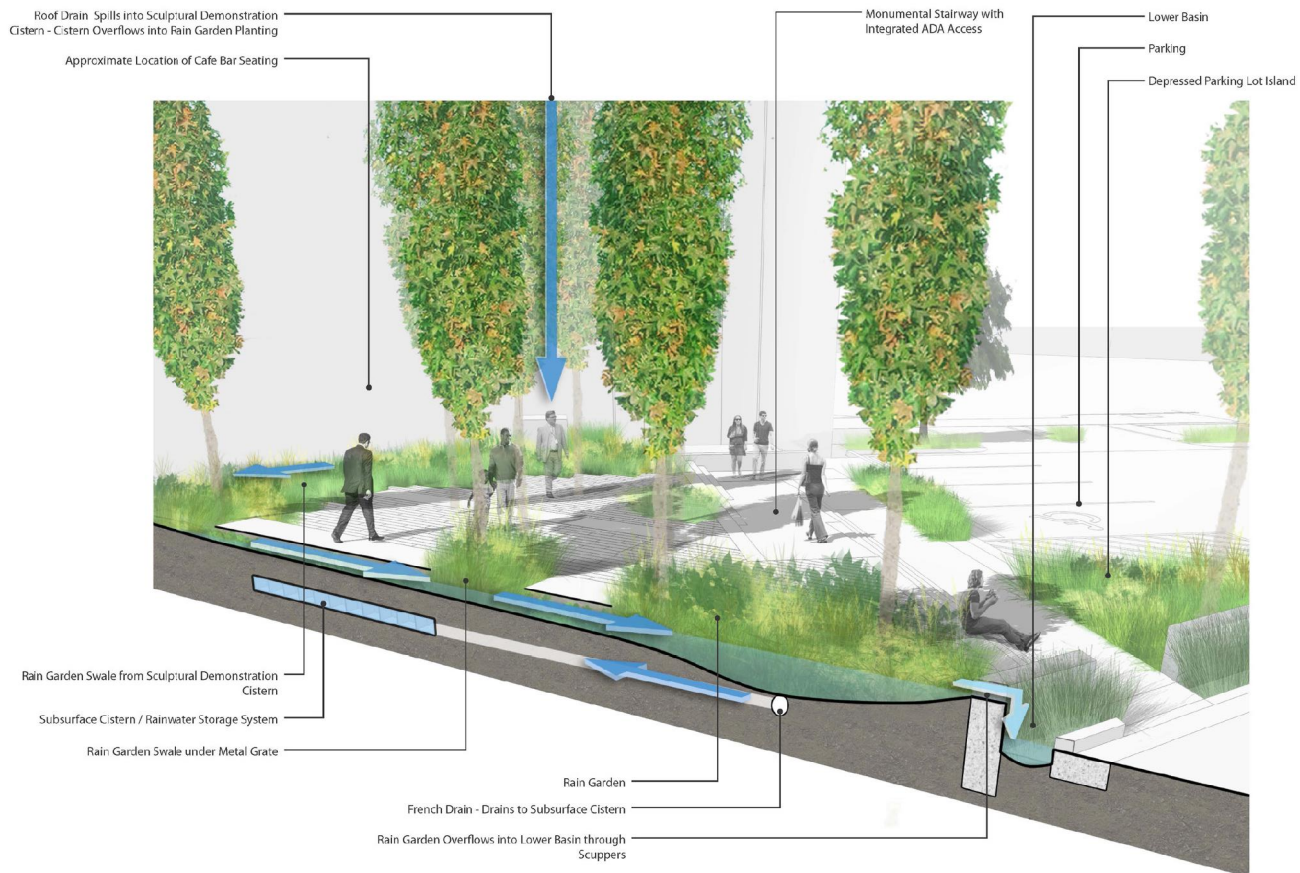 Roof Drain Spills into Sculptural Demonstration
Cistern - Cistern Overflows into Rain Garden Planting
Approximate Location of Cafe Bar Seating
Monumental Stairway with
Integrated ADA Access
Lower Basin
Parking
Depressed Parking Lot Island
Rain Garden Swale from Sculptural Demonstration
Cistern
Subsurface Cistern / Rainwater Storage System
Rain Garden Swale under Metal Grate
Rain Garden
French Drain - Drains to Subsurface Cistern
Rain Garden Overflows into Lower Basin through
Scuppers